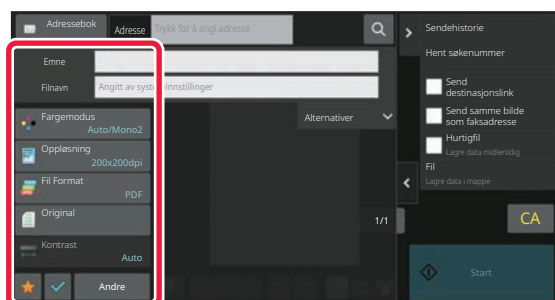 Adressebok
Adresse
Trykk for å angi adresse
Emne
Filnavn
Angitt av systeminnstillinger
Fargemodus
Auto/Mono2
Oppløsning
200x200dpi
Fil Format
PDF
Original
Kontrast
Auto
Andre
Alternativer
1/1
Sendehistorie
Hent søkenummer
Send
destinasjonslink
Send samme bilde
som faksadresse
Hurtigfil
Lagre data midlertidig
Fil
Lagre data i mappe
CA
Start